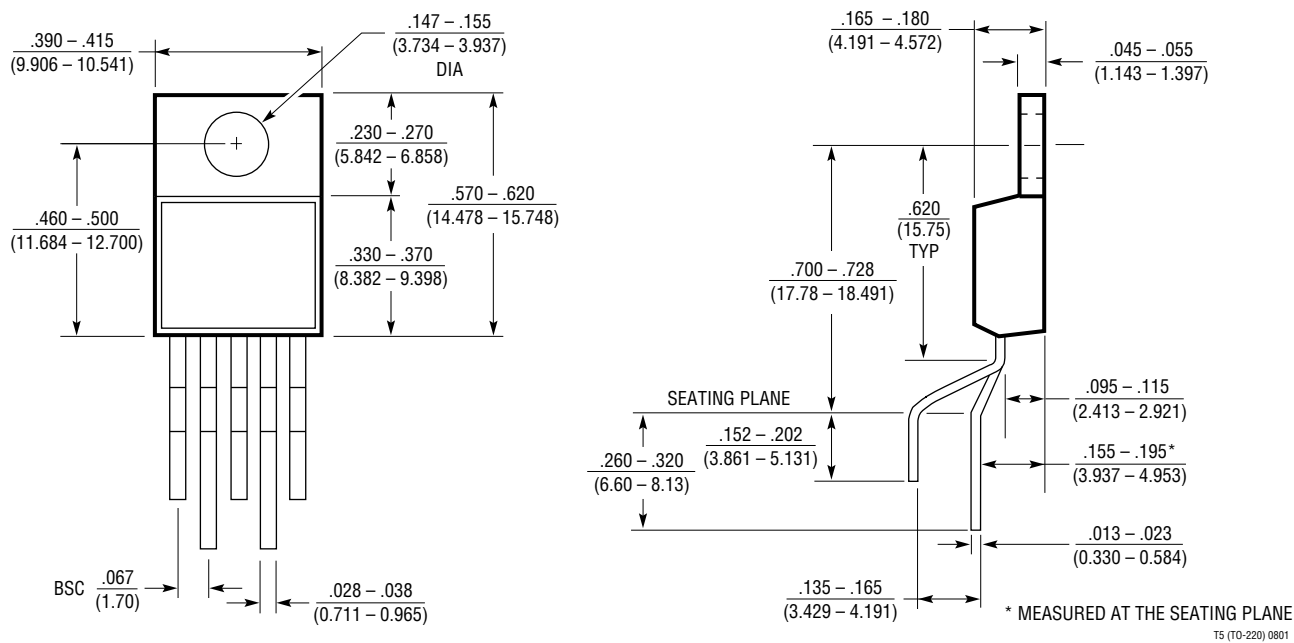 .390 – .415
(9.906 – 10.541)
.147 – .155
(3.734 – 3.937)
DIA
.230 – .270
(5.842 – 6.858)
.460 – .500
(11.684 – 12.700)
.570 – .620
(14.478 – 15.748)
.330 – .370
(8.382 – 9.398)
BSC
.067
(1.70)
.028 – .038
(0.711 – 0.965)
.165 – .180
(4.191 – 4.572)
.045 – .055
(1.143 – 1.397)
.620
(15.75)
TYP
.700 – .728
(17.78 – 18.491)
SEATING PLANE
.152 – .202
(3.861 – 5.131)
.260 – .320
(6.60 – 8.13)
.095 – .115
(2.413 – 2.921)
.155 – .195*
(3.937 – 4.953)
.013 – .023
(0.330 – 0.584)
.135 – .165
(3.429 – 4.191)
* MEASURED AT THE SEATING PLANE
T5 (TO-220) 0801